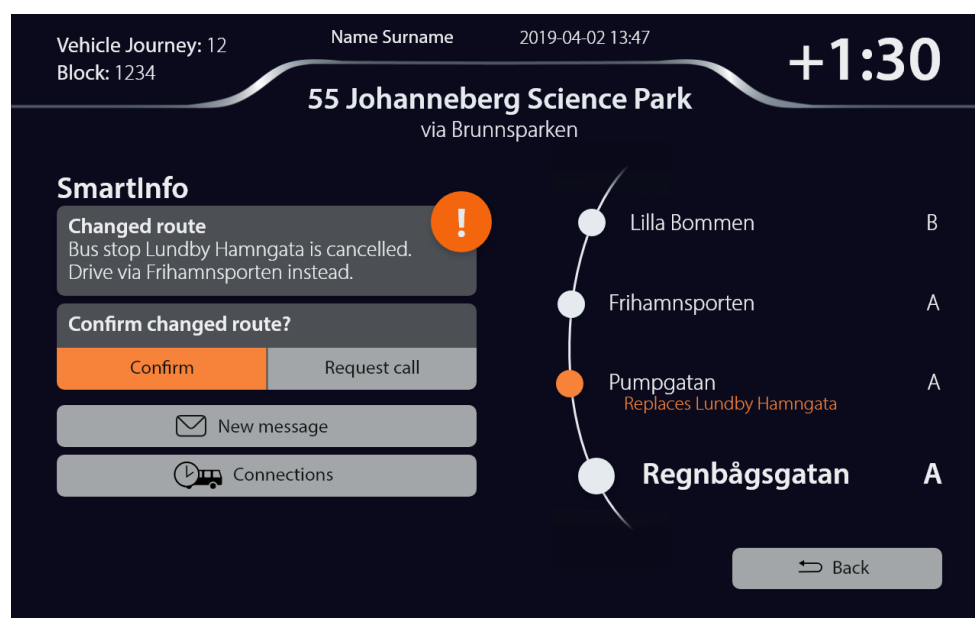 Vehicle Journey: 12
Block: 1234
Name Surname
2019-04-02 13:47
+1:30
55 Johanneberg Science Park
via Brunnsparken
SmartInfo
Changed route
Bus stop Lundby Hamngata is cancelled.
Drive via Frihamnsporten instead.
!
Confirm changed route?
Confirm
Request call
New message
Connections
Lilla Bommen B
Frihamnsporten A
Pumpgatan A
Replaces Lundby Hamngata
Regnbågsgatan A
Back